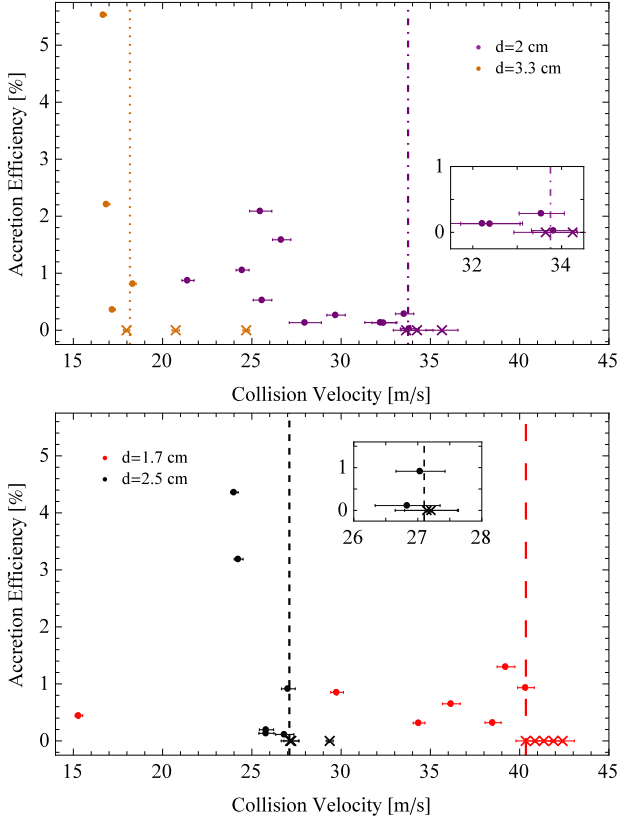 Accretion Efficiency [%]
5
4
3
2
1
0
d=2 cm
d=3.3 cm
1
0
32 34
15 20 25 30 35 40 45
Collision Velocity [m/s]
Accretion Efficiency [%]
5
4
3
2
1
0
d=1.7 cm
d=2.5 cm
1
0
26 27 28
15 20 25 30 35 40 45
Collision Velocity [m/s]